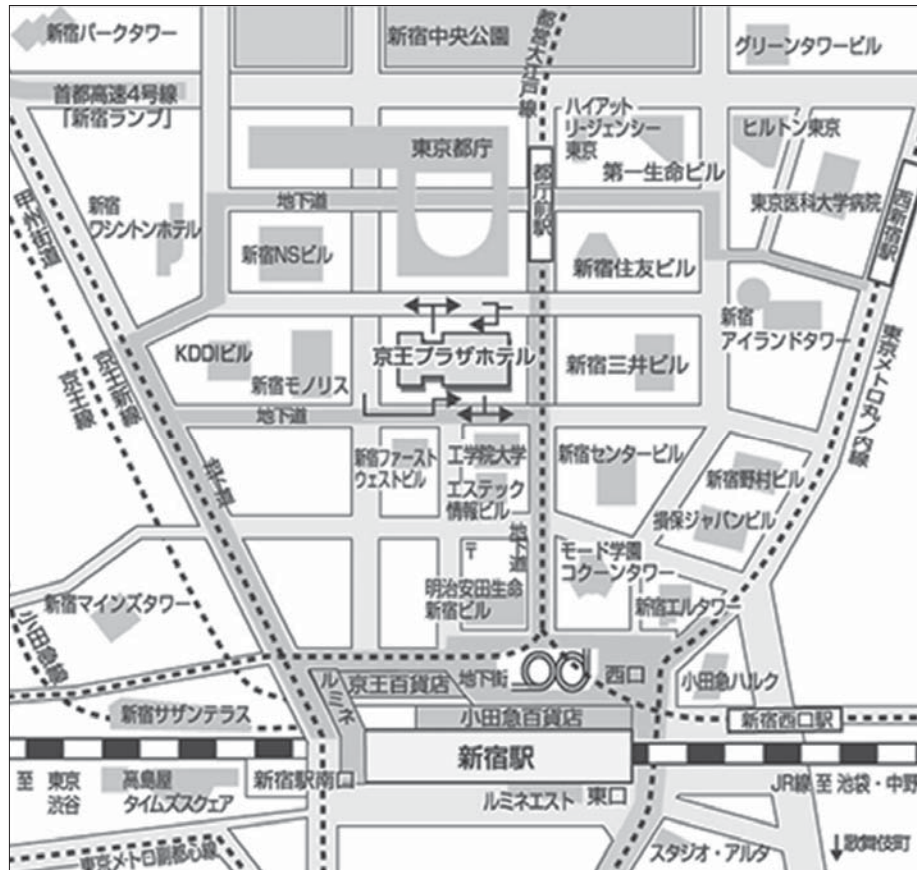 新宿パークタワー
新宿中央公園
都営大江戸線
グリーンタワービル
首都高速4号線
「新宿ランプ」
ハイアット
リージェンシー
東京
ヒルトン東京
東京都庁
都庁前駅
第一生命ビル
地下道
東京医科大学病院
西新宿駅
甲州街道
新宿
ワシントンホテル
新宿NSビル
新宿住友ビル
新宿
アイランドタワー
京王新線
京王線
KDDIビル
新宿モノリス
京王プラザホテル
新宿三井ビル
東京メトロ丸ノ内線
地下道
新宿ファースト
ウェストビル
工学院大学
エステック
情報ビル
新宿センタービル
新宿野村ビル
損保ジャパンビル
地下道
〒
モード学園
コクーンタワー
明治安田生命
新宿ビル
新宿エルタワー
新宿マインズタワー
小田急線
ルミネ
京王百貨店
地下街
西口
小田急ハルク
新宿サザンテラス
小田急百貨店
新宿西口駅
新宿駅
至 東京
渋谷
高島屋
タイムズスクェア
新宿駅南口
ルミネエスト
東口
JR線 至 池袋・中野
東京メトロ副都心線
スタジオ・アルタ
↓歌舞伎町